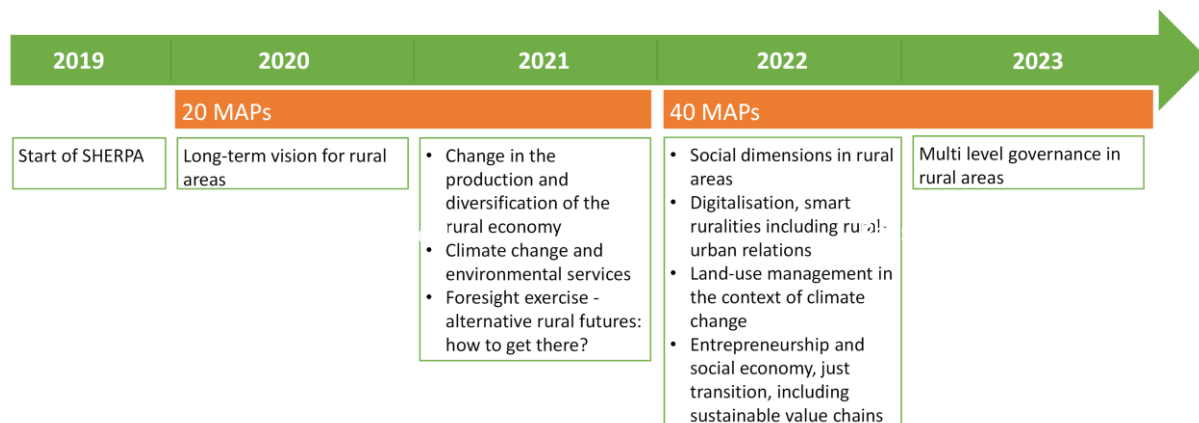 2019
2020
2021
2022
2023
20 MAPs
40 MAPs
Start of SHERPA
Long-term vision for rural
areas
• Change in the
production and
diversification of the
rural economy
• Climate change and
environmental services
• Foresight exercise -
alternative rural futures:
how to get there?
• Social dimensions in rural
areas
• Digitalisation, smart
ruralities including rural-
urban relations
• Land-use management in
the context of climate
change
• Entrepreneurship and
social economy, just
transition, including
sustainable value chains
Multi level governance in
rural areas